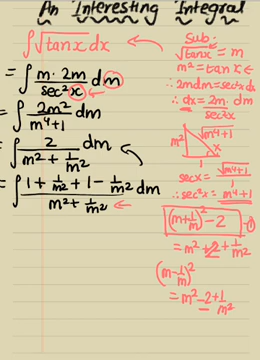 An Interesting Integral
∫√tanx dx
= ∫ m·2m/sec²x dm
= ∫ 2m²/(m⁴+1) dm
= ∫ 2/(m²+1/m²) dm
= ∫ (1+1/m²+1-1/m²)/(m²+1/m²) dm
Sub:
√tanx = m
m² = tanx
∴ 2mdm = sec²x dx
∴ dx = 2m·dm/sec²x
m² √m⁴+1
x
1
secx = √m⁴+1/1
∴ sec²x = m⁴+1
(m+1/m)²-2 ①
= m²+2+1/m²
(m-1/m)²
= m²-2+1/m²